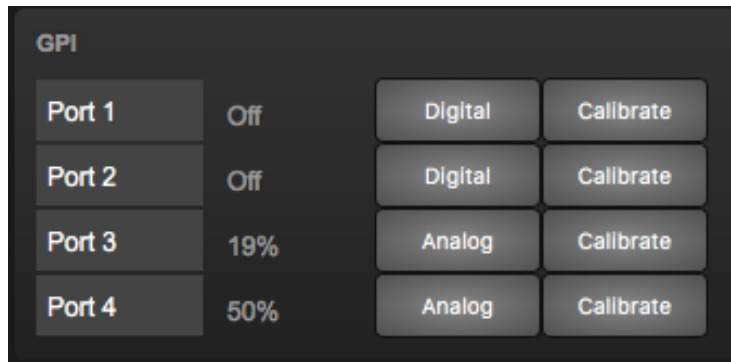 GPI
Port 1 Off Digital Calibrate
Port 2 Off Digital Calibrate
Port 3 19% Analog Calibrate
Port 4 50% Analog Calibrate